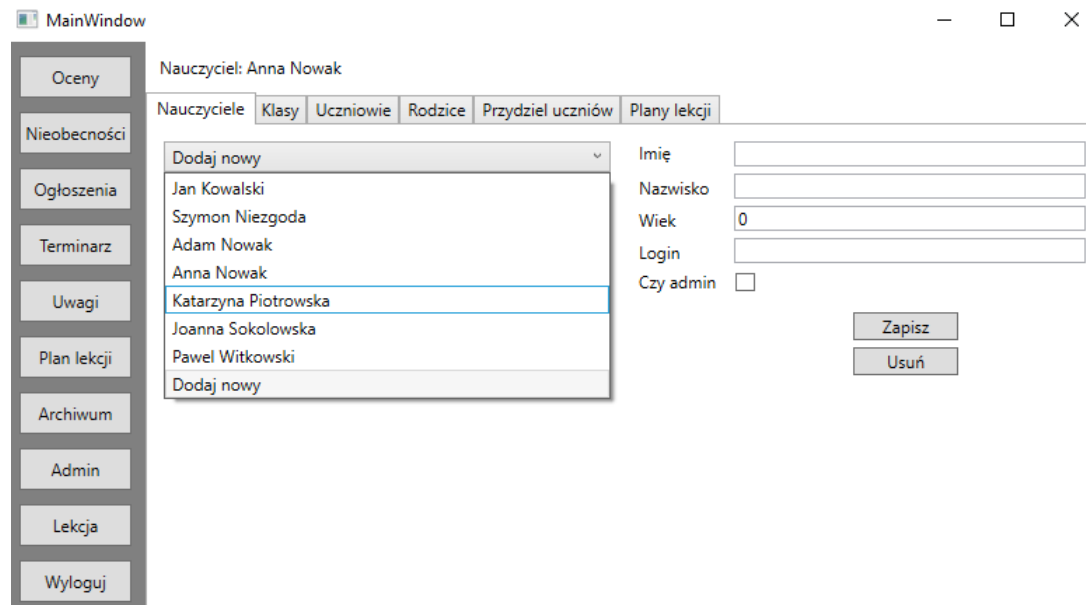 MainWindow
Oceny
Nieobecności
Ogłoszenia
Terminarz
Uwagi
Plan lekcji
Archiwum
Admin
Lekcja
Wyloguj
Nauczyciel: Anna Nowak
Nauczyciele Klasy Uczniowie Rodzice Przydziel uczniów Plany lekcji
Dodaj nowy
Jan Kowalski
Szymon Niezgoda
Adam Nowak
Anna Nowak
Katarzyna Piotrowska
Joanna Sokolowska
Pawel Witkowski
Dodaj nowy
Imię
Nazwisko
Wiek 0
Login
Czy admin
Zapisz
Usuń